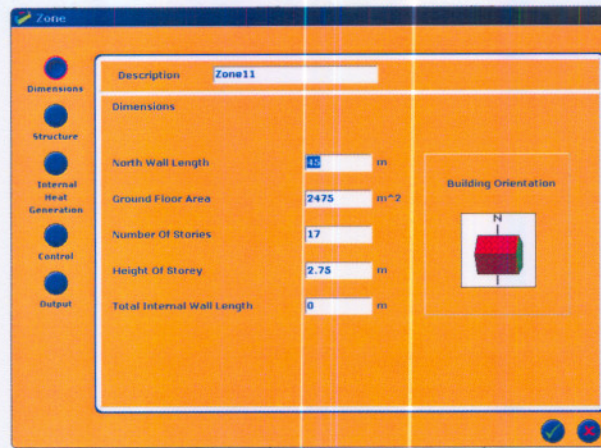 Zone
Description Zone11
Dimensions
Dimensions
Structure
Internal
Heat
Generation
Control
Output
North Wall Length 45 m
Ground Floor Area 2475 m^2
Number Of Stories 17
Height Of Storey 2.75 m
Total Internal Wall Length 0 m
Building Orientation
N